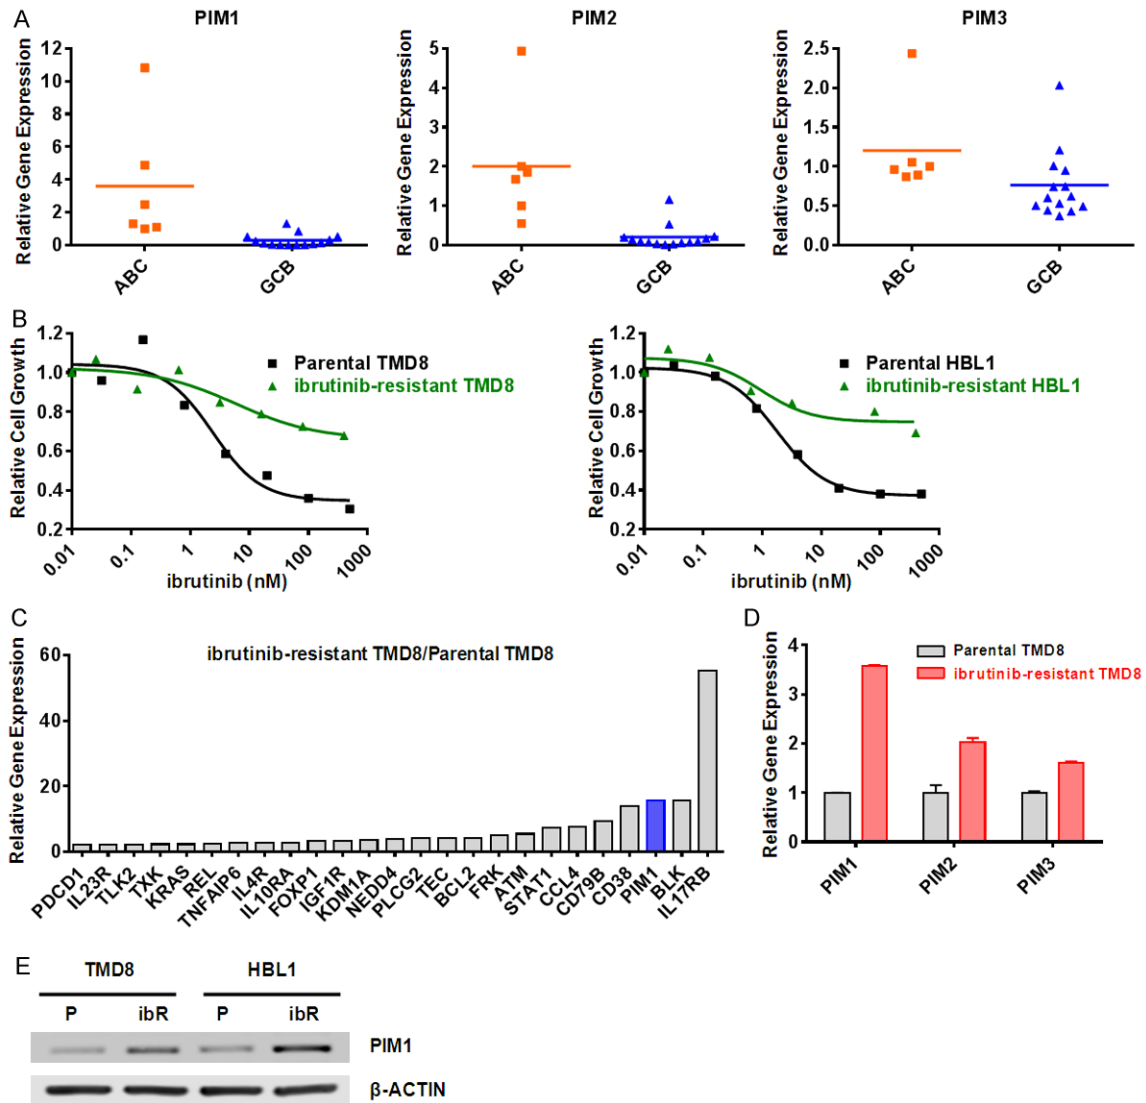 A
PIM1
PIM2
PIM3
Relative Gene Expression
12
10
8
6
4
2
0
ABC
GCB
Relative Gene Expression
5
4
3
2
1
0
ABC
GCB
Relative Gene Expression
2.5
2.0
1.5
1.0
0.5
0.0
ABC
GCB
B
Relative Cell Growth
1.2
1.0
0.8
0.6
0.4
0.2
Parental TMD8
ibrutinib-resistant TMD8
0.01
0.1
1
10
100
1000
ibrutinib (nM)
Relative Cell Growth
1.2
1.0
0.8
0.6
0.4
0.2
Parental HBL1
ibrutinib-resistant HBL1
0.01
0.1
1
10
100
1000
ibrutinib (nM)
C
ibrutinib-resistant TMD8/Parental TMD8
Relative Gene Expression
60
40
20
0
PDCD1
IL23R
TLK2
TXK
KRAS
REL
TNFAIP6
IL4R
IL10RA
FOXP1
IGF1R
KDM1A
NEDD4
PLCG2
TEC
BCL2
FRK
ATM
STAT1
CCL4
CD79B
CD38
PIM1
BLK
IL17RB
D
Relative Gene Expression
4
3
2
1
0
Parental TMD8
ibrutinib-resistant TMD8
PIM1
PIM2
PIM3
E
TMD8 HBL1
P ibR P ibR
PIM1
β-ACTIN